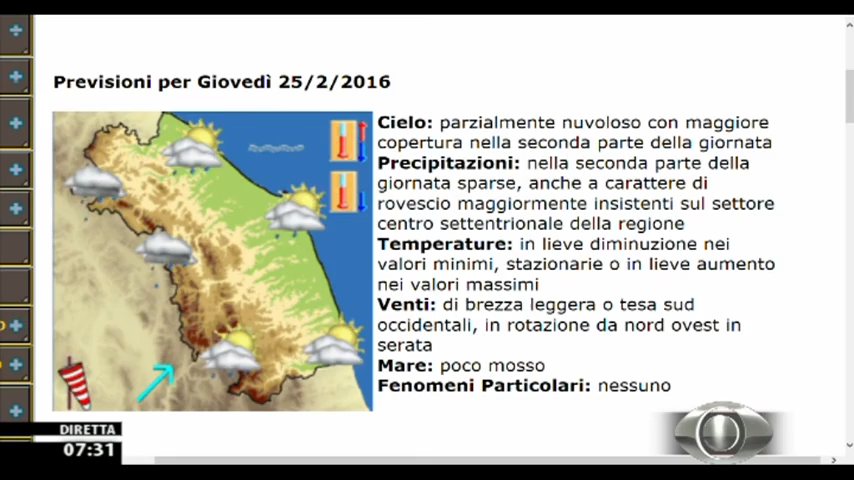 Previsioni per Giovedì 25/2/2016
Cielo: parzialmente nuvoloso con maggiore
copertura nella seconda parte della giornata
Precipitazioni: nella seconda parte della
giornata sparse, anche a carattere di
rovescio maggiormente insistenti sul settore
centro settentrionale della regione
Temperature: in lieve diminuzione nei
valori minimi, stazionarie o in lieve aumento
nei valori massimi
Venti: di brezza leggera o tesa sud
occidentali, in rotazione da nord ovest in
serata
Mare: poco mosso
Fenomeni Particolari: nessuno
DIRETTA
07:31